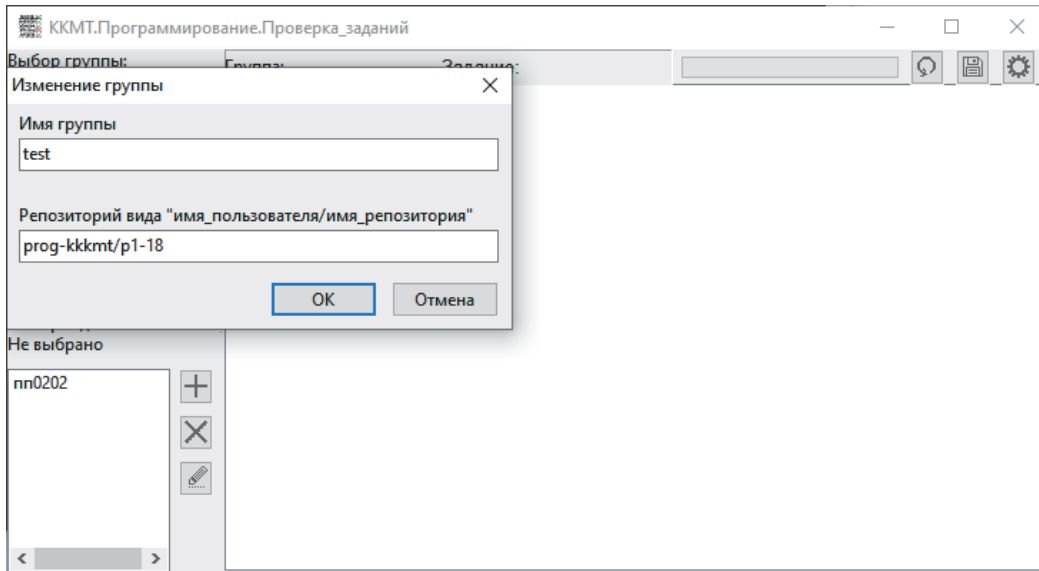 ККМТ.Программирование.Проверка_заданий
Выбор группы:
Группа:
Задание:
Изменение группы
Имя группы
test
Репозиторий вида "имя_пользователя/имя_репозитория"
prog-kkkmt/p1-18
ОК
Отмена
Не выбрано
пп0202